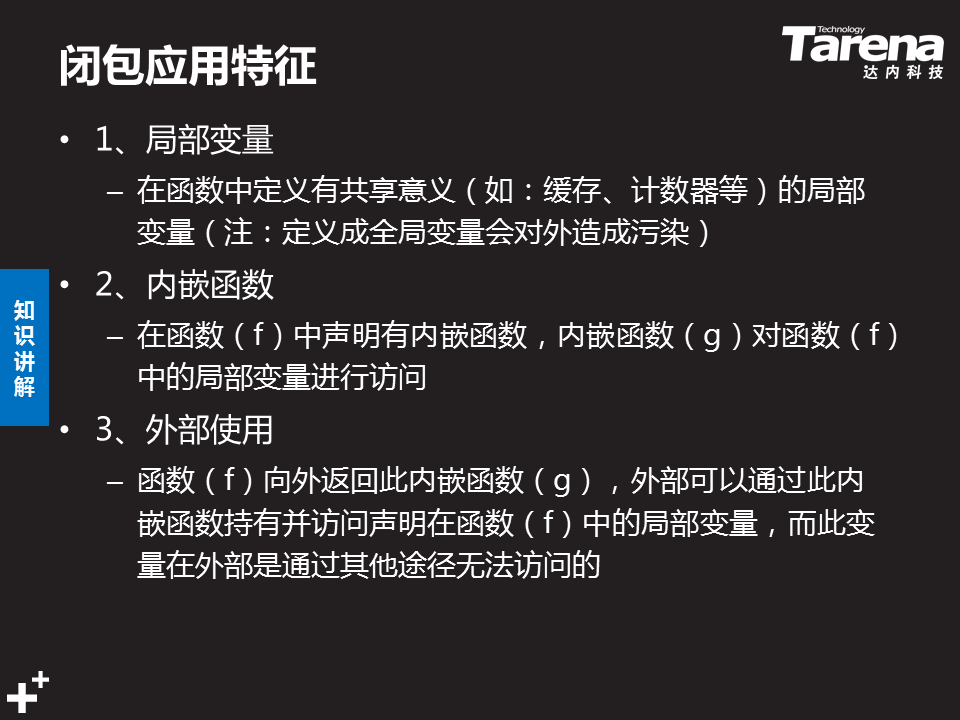 闭包应用特征
Technology
Tarena
达内科技
• 1、局部变量
– 在函数中定义有共享意义（如：缓存、计数器等）的局部
变量（注：定义成全局变量会对外造成污染）
• 2、内嵌函数
– 在函数（f）中声明有内嵌函数，内嵌函数（g）对函数（f）
中的局部变量进行访问
• 3、外部使用
– 函数（f）向外返回此内嵌函数（g），外部可以通过此内
嵌函数持有并访问声明在函数（f）中的局部变量，而此变
量在外部是通过其他途径无法访问的
知
识
讲
解